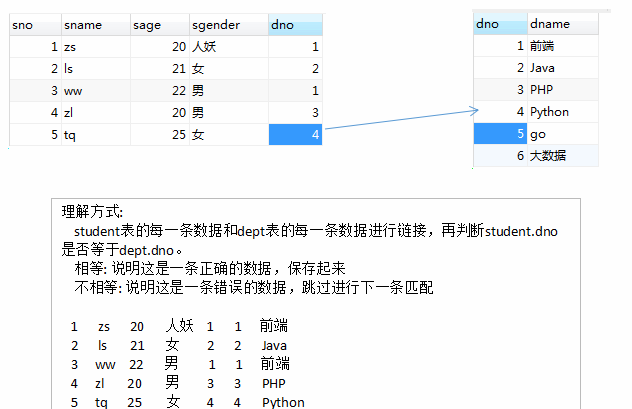 sno sname sage sgender dno
1 zs 20 人妖 1
2 ls 21 女 2
3 ww 22 男 1
4 zl 20 男 3
5 tq 25 女 4
dno dname
1 前端
2 Java
3 PHP
4 Python
5 go
6 大数据
理解方式:
student表的每一条数据和dept表的每一条数据进行链接，再判断student.dno
是否等于dept.dno。
相等: 说明这是一条正确的数据，保存起来
不相等: 说明这是一条错误的数据，跳过进行下一条匹配
1 zs 20 人妖 1 1 前端
2 ls 21 女 2 2 Java
3 ww 22 男 1 1 前端
4 zl 20 男 3 3 PHP
5 tq 25 女 4 4 Python